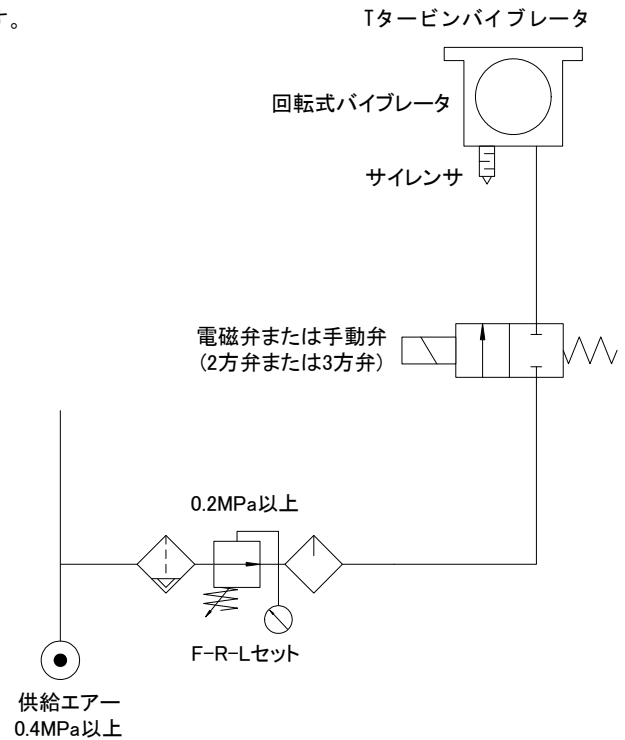 す。
Tタービンバイブレータ
回転式バイブレータ
サイレンサ
電磁弁または手動弁
(2方弁または3方弁)
0.2MPa以上
F-R-Lセット
供給エアー
0.4MPa以上